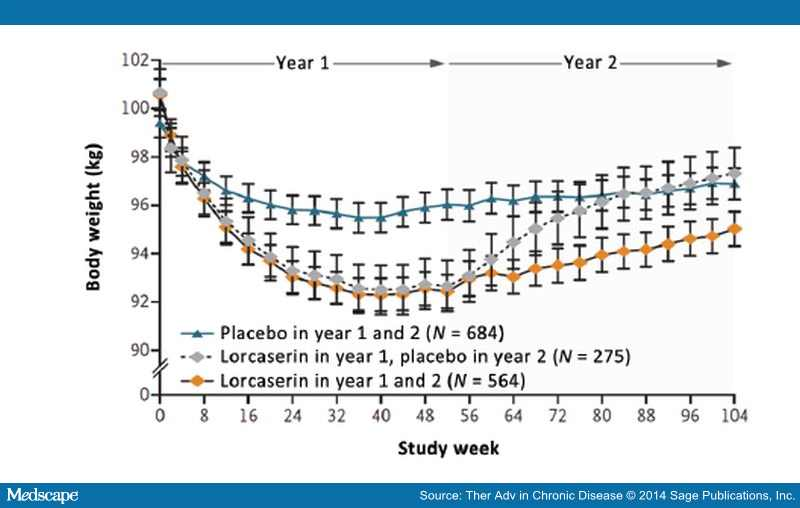 102
100
98
96
94
92
90
0
Body weight (kg)
Year 1
Year 2
Placebo in year 1 and 2 (N = 684)
Lorcaserin in year 1, placebo in year 2 (N = 275)
Lorcaserin in year 1 and 2 (N = 564)
0 8 16 24 32 40 48 56 64 72 80 88 96 104
Study week
Medscape
Source: Ther Adv in Chronic Disease © 2014 Sage Publications, Inc.